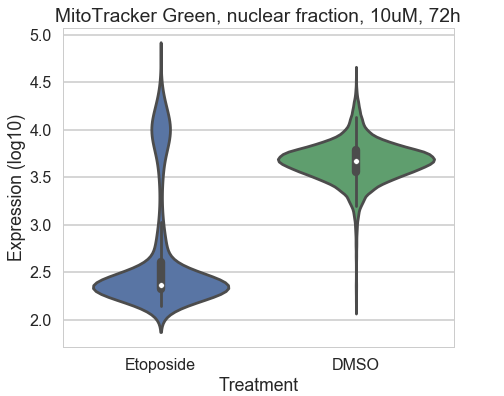 MitoTracker Green, nuclear fraction, 10uM, 72h
5.0
4.5
4.0
3.5
3.0
2.5
2.0
Expression (log10)
Etoposide DMSO
Treatment